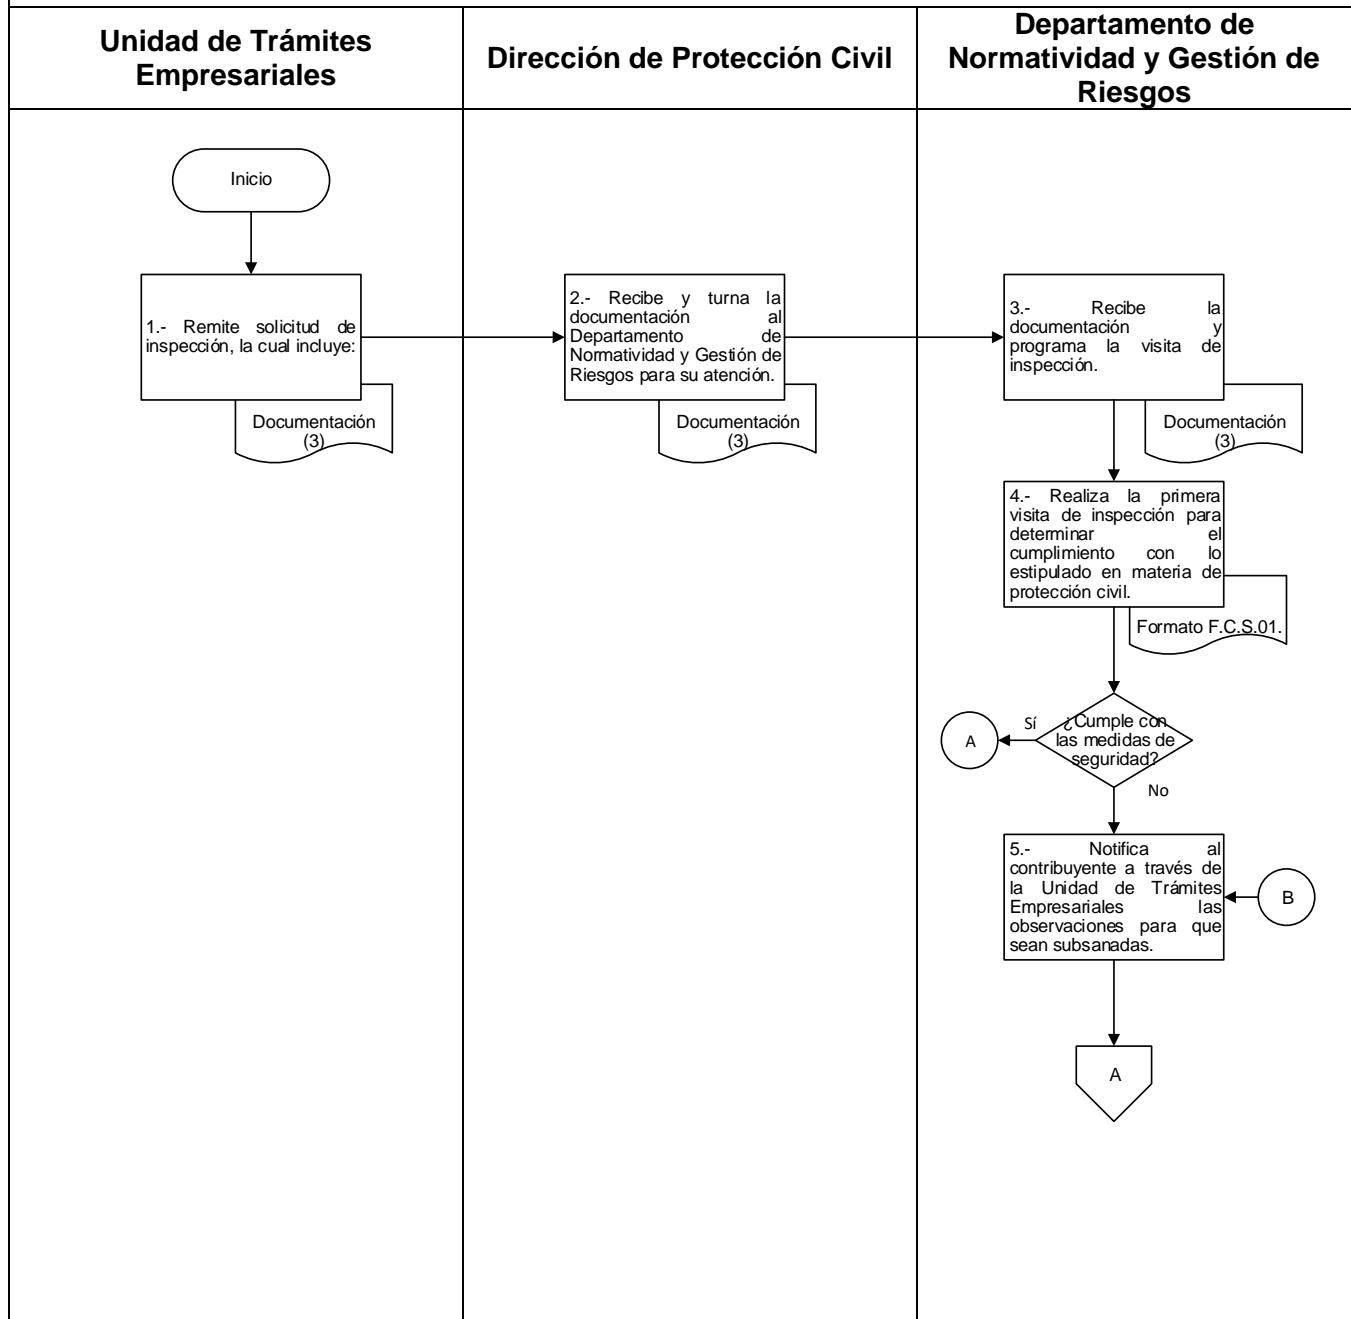 Unidad de Trámites
Empresariales
Dirección de Protección Civil
Departamento de
Normatividad y Gestión de
Riesgos
Inicio
1.- Remite solicitud de
inspección, la cual incluye:
Documentación
(3)
2.- Recibe y turna la
documentación al
Departamento de
Normatividad y Gestión de
Riesgos para su atención.
Documentación
(3)
3.- Recibe la
documentación y
programa la visita de
inspección.
Documentación
(3)
4.- Realiza la primera
visita de inspección para
determinar el
cumplimiento con lo
estipulado en materia de
protección civil.
Formato F.C.S.01.
¿Cumple con
las medidas de
seguridad?
Sí
A
No
5.- Notifica al
contribuyente a través de
la Unidad de Trámites
Empresariales las
observaciones para que
sean subsanadas.
B
A